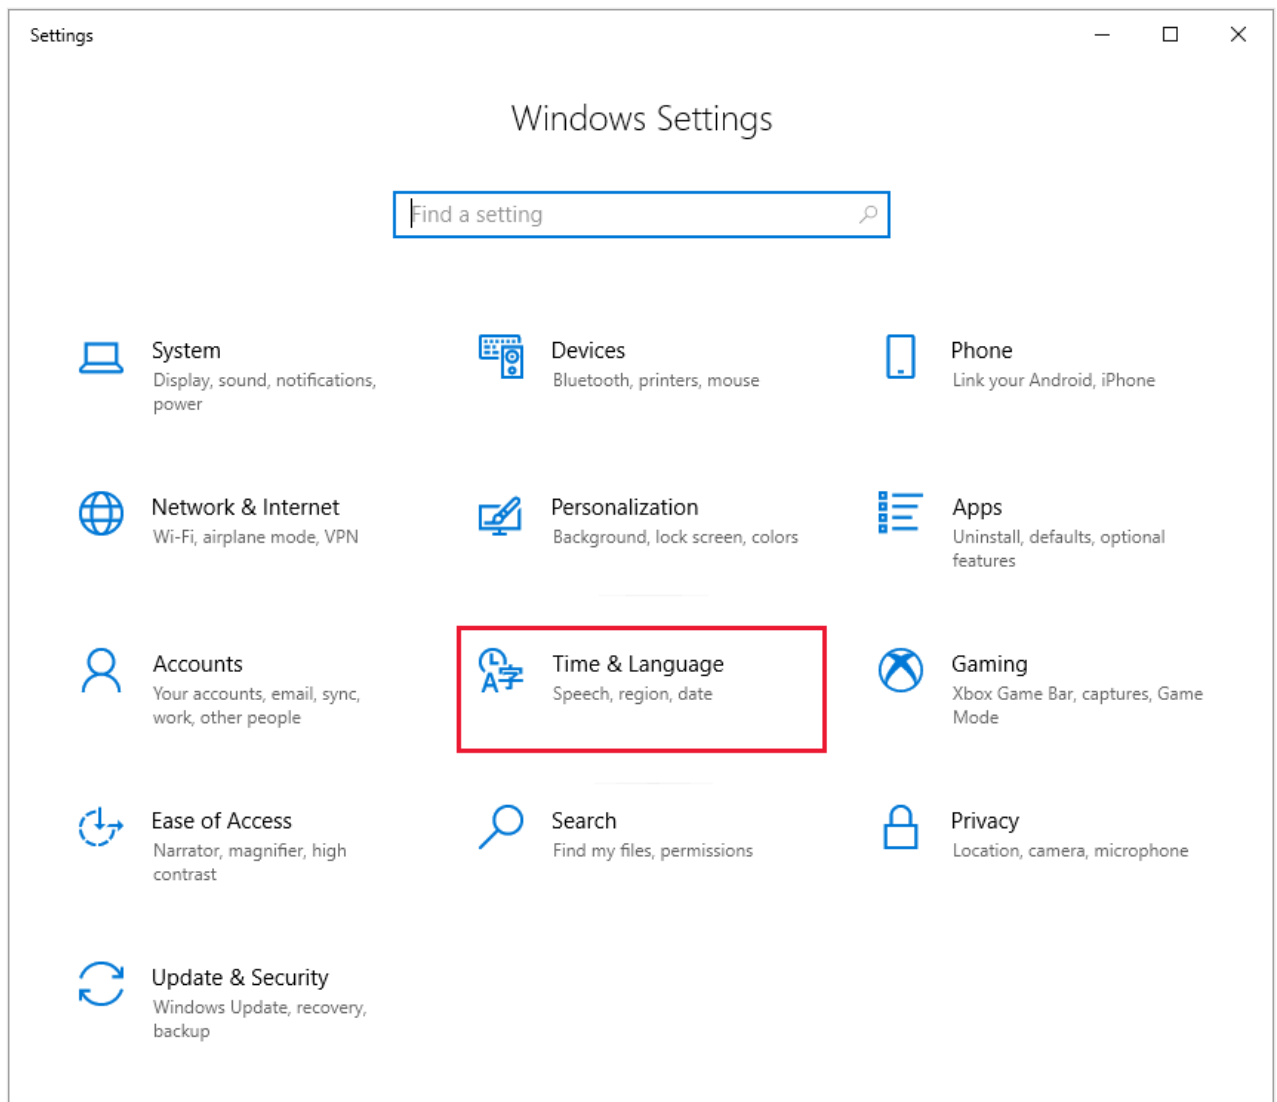 Settings
Windows Settings
Find a setting
System
Display, sound, notifications,
power
Devices
Bluetooth, printers, mouse
Phone
Link your Android, iPhone
Network & Internet
Wi-Fi, airplane mode, VPN
Personalization
Background, lock screen, colors
Apps
Uninstall, defaults, optional
features
Accounts
Your accounts, email, sync,
work, other people
A字
Time & Language
Speech, region, date
Gaming
Xbox Game Bar, captures, Game
Mode
Ease of Access
Narrator, magnifier, high
contrast
Search
Find my files, permissions
Privacy
Location, camera, microphone
Update & Security
Windows Update, recovery,
backup